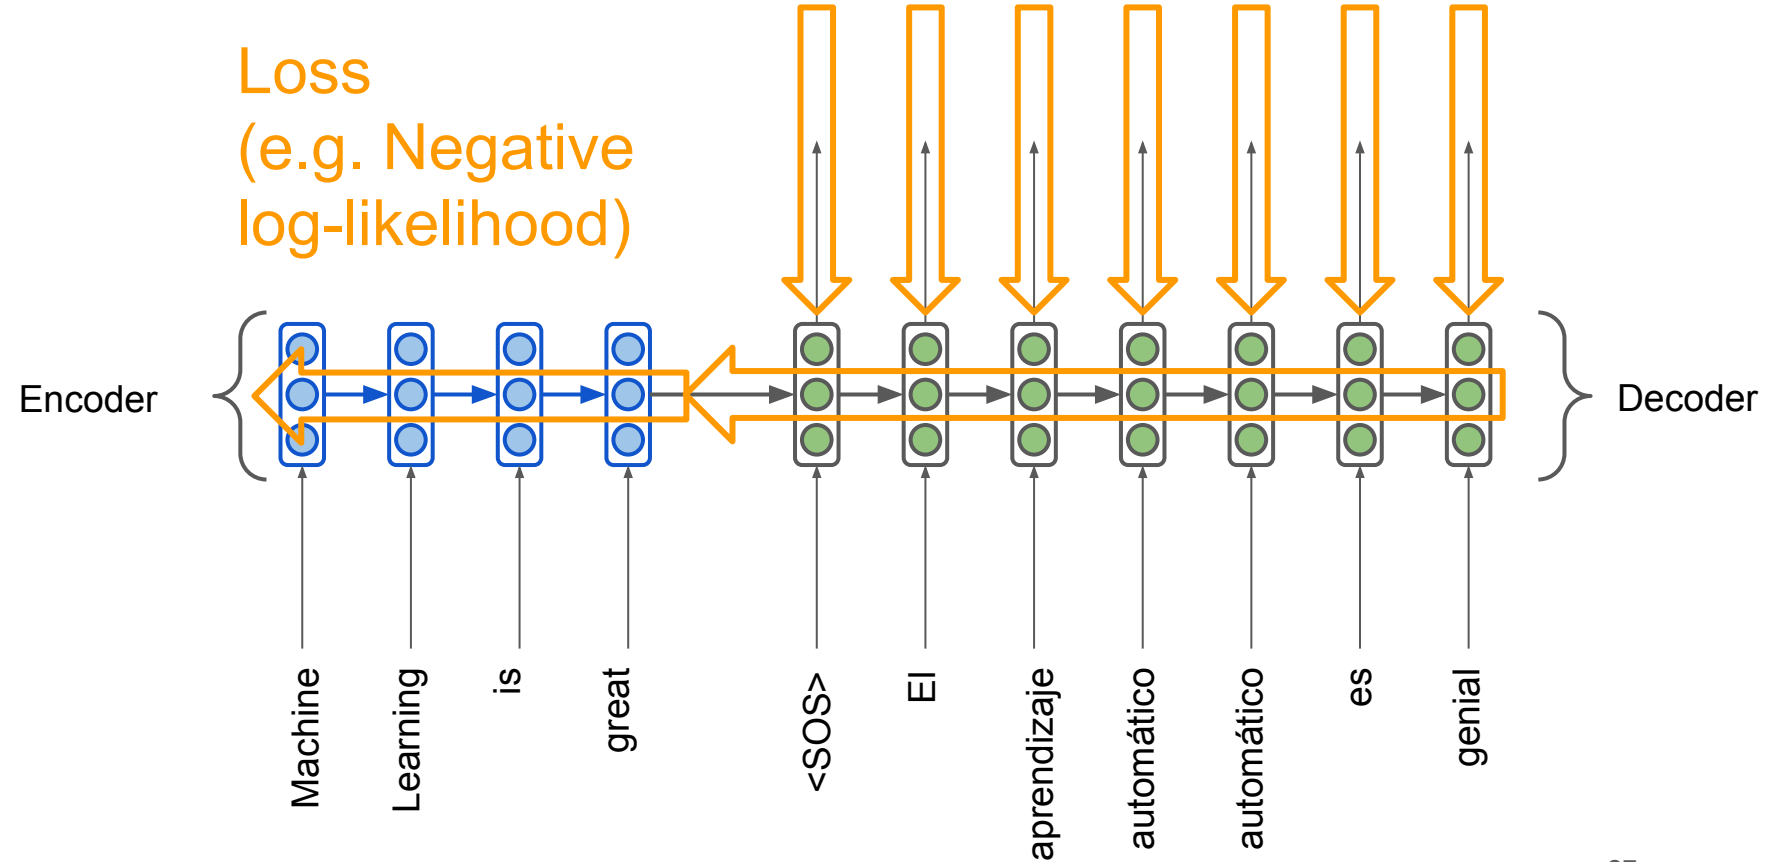 Loss
(e.g. Negative
log-likelihood)
Encoder
Decoder
Machine
Learning
is
great
<SOS>
El
aprendizaje
automático
automático
es
genial